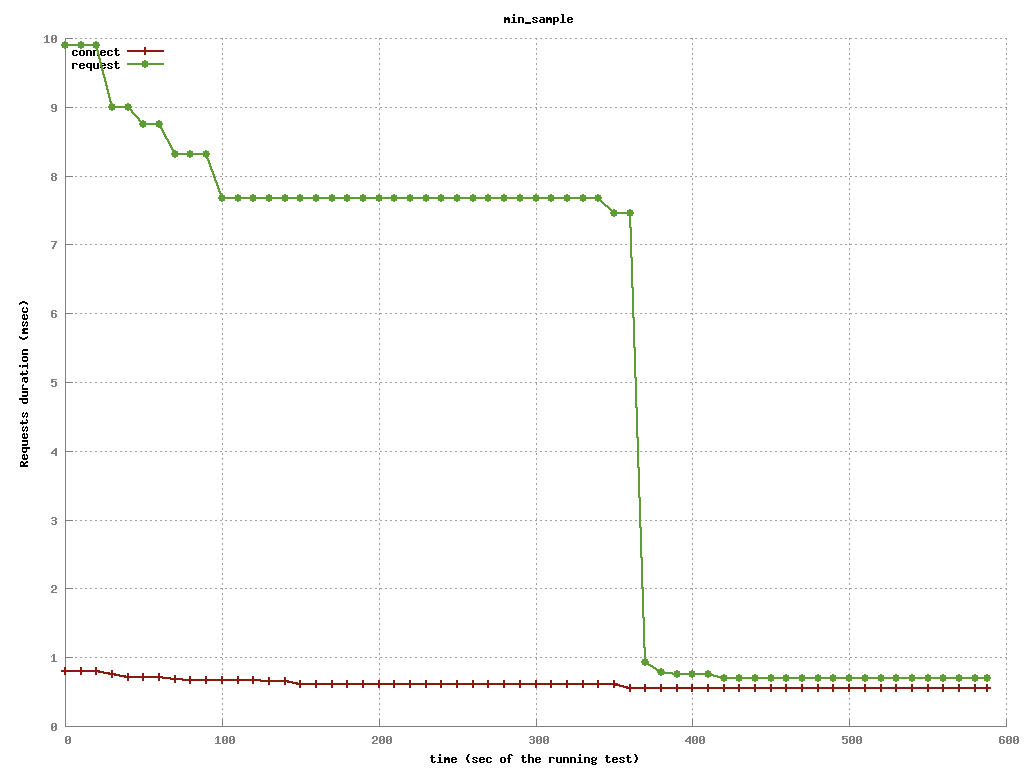 min_sample
connect
request
10
9
8
7
6
5
4
3
2
1
0
Requests duration (msec)
0 100 200 300 400 500 600
time (sec of the running test)